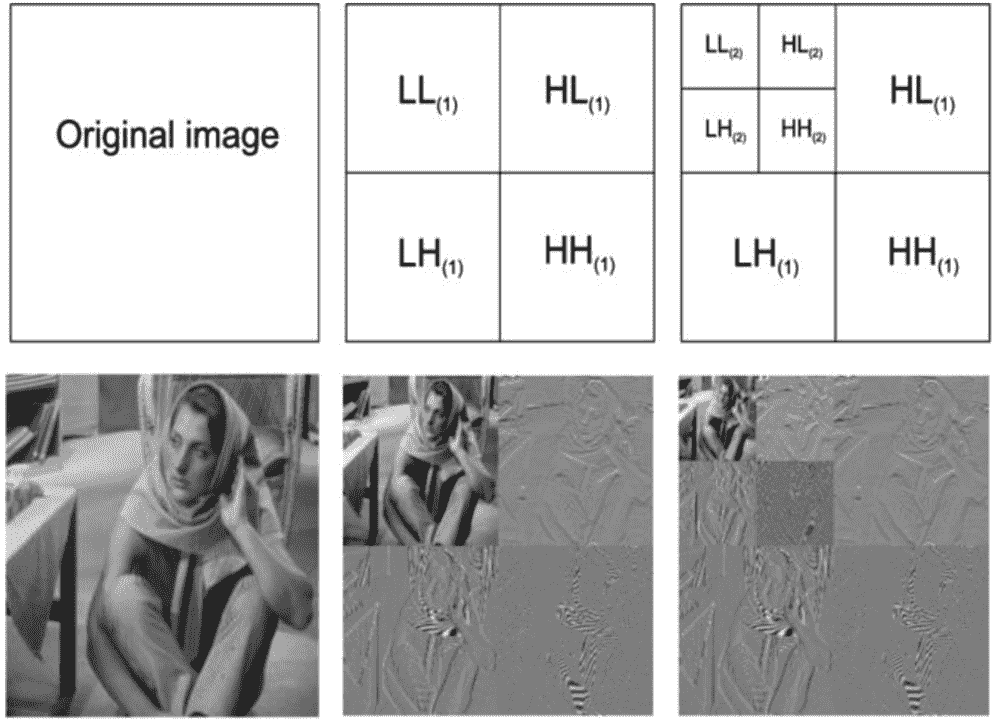 Original image
LL(1) HL(1)
LH(1) HH(1)
LL(2) HL(2)
LH(2) HH(2)
HL(1)
LH(1) HH(1)